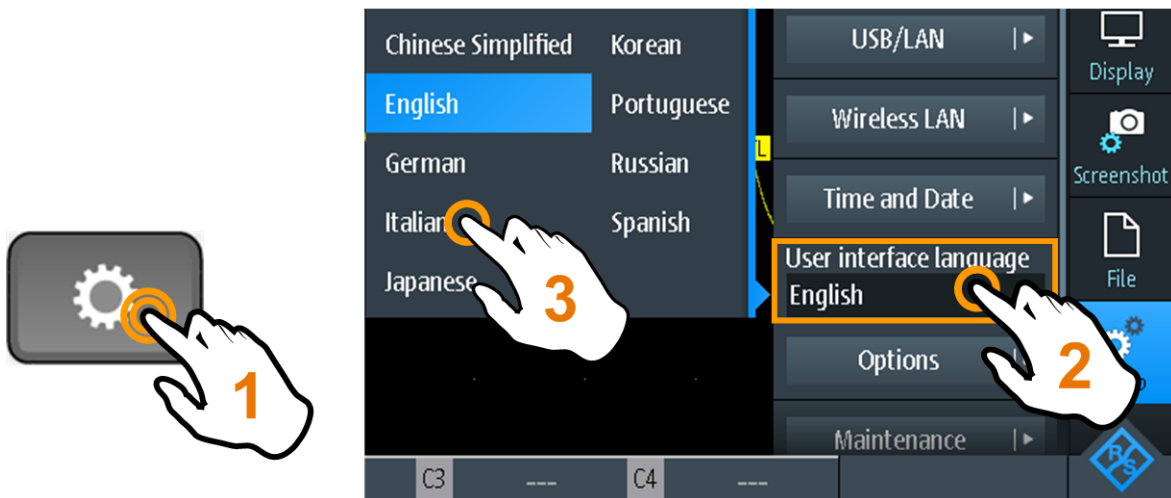 Chinese Simplified
Korean
English
Portuguese
German
Russian
Italian
Spanish
Japanese
USB/LAN
Wireless LAN
Time and Date
User interface language
English
Options
Maintenance
Display
Screenshot
File
1
2
3
C3
---
C4
---
R&S